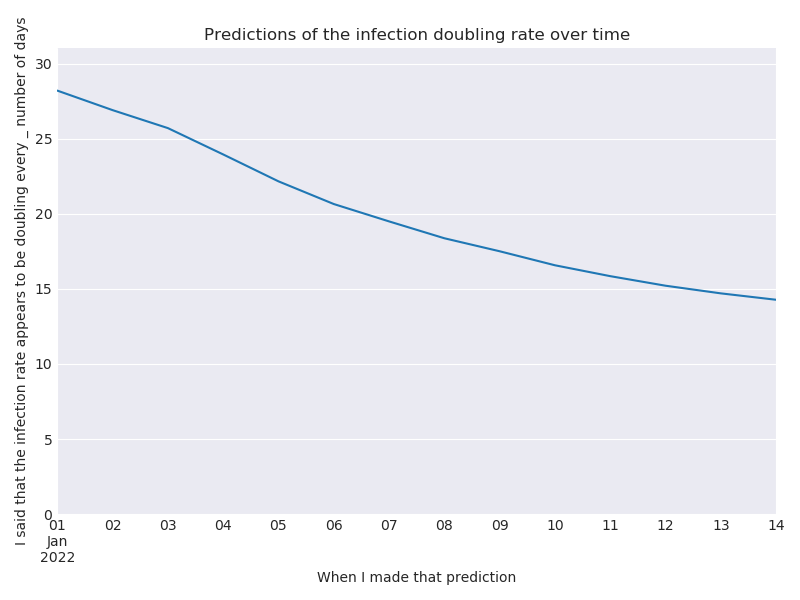 Predictions of the infection doubling rate over time
I said that the infection rate appears to be doubling every _ number of days
30
25
20
15
10
5
0
01 02 03 04 05 06 07 08 09 10 11 12 13 14
Jan
2022
When I made that prediction